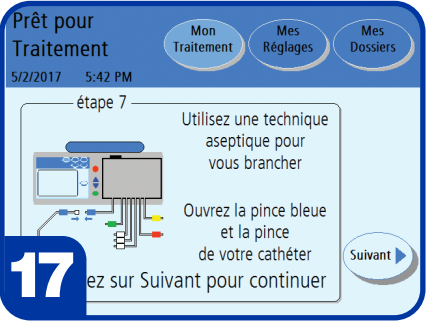 Prêt pour
Traitement
5/2/2017 5:42 PM
Mon
Traitement
Mes
Réglages
Mes
Dossiers
étape 7
Utilisez une technique
aseptique pour
vous brancher
Ouvrez la pince bleue
et la pince
de votre cathéter
ez sur Suivant pour continuer
Suivant
17